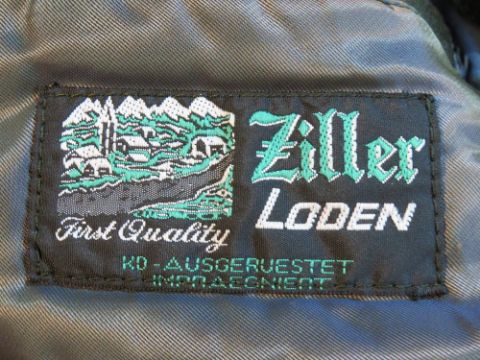 Ziller
LODEN
First Quality
KD-AUSGERUESTET
IMPRAEGNIERT